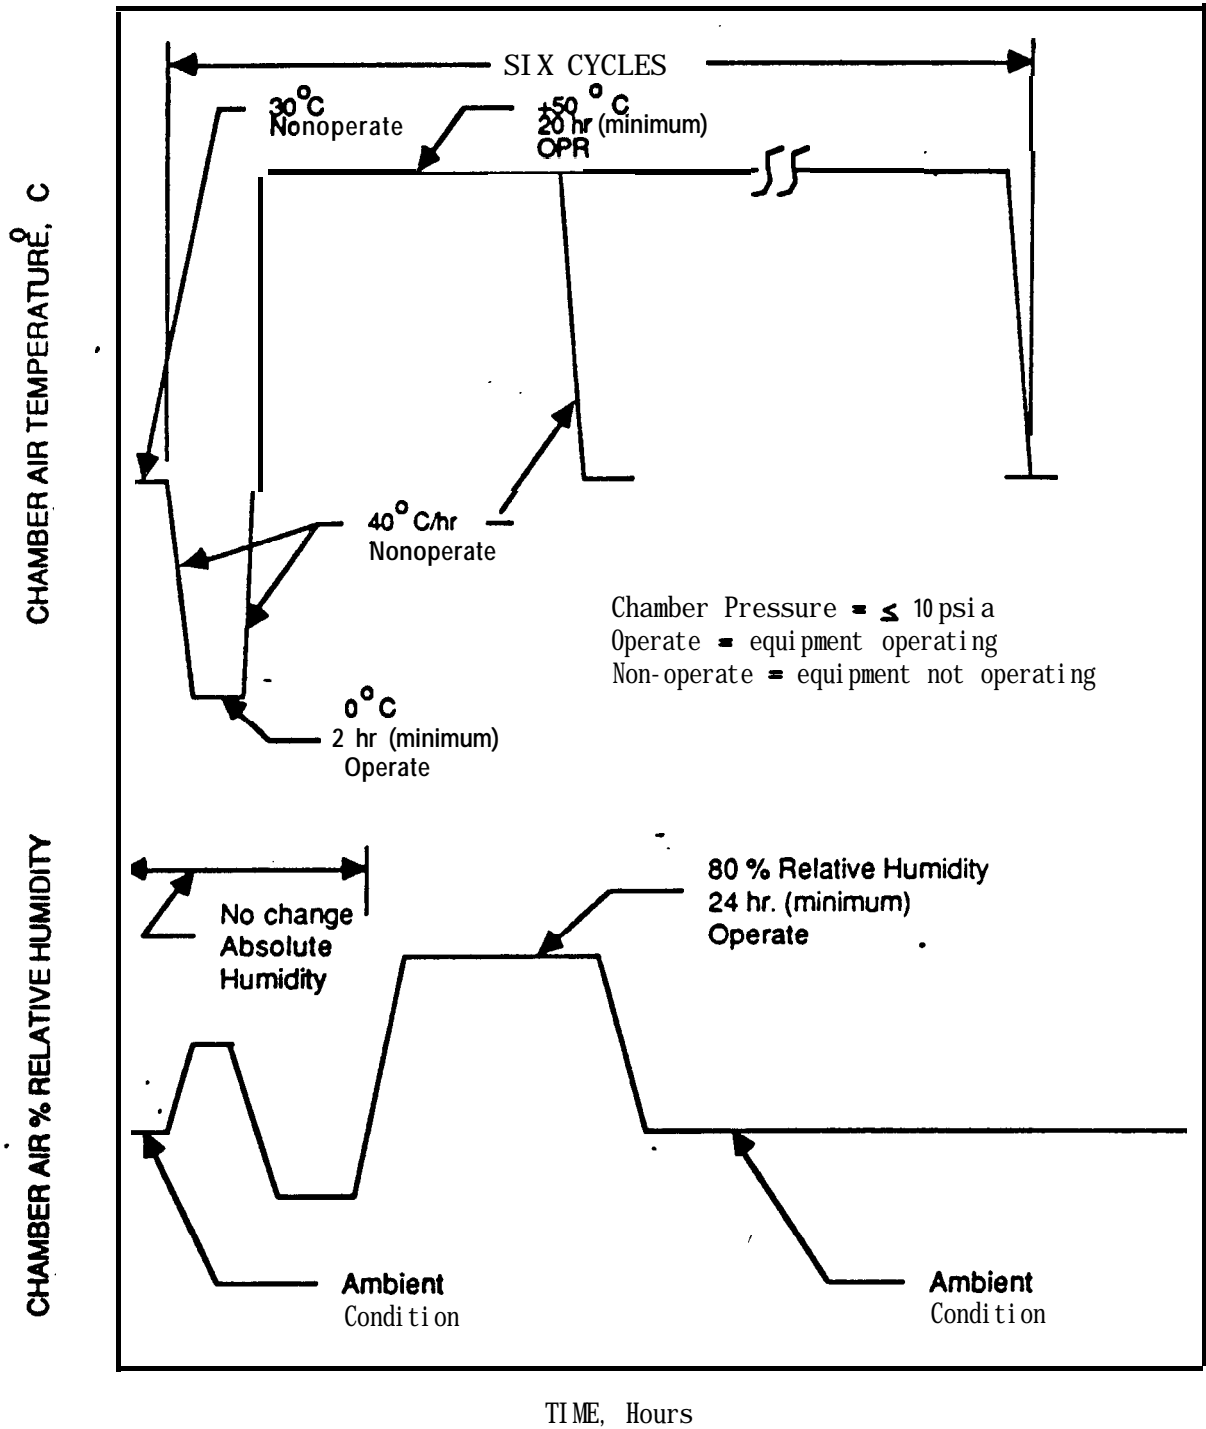 SIX CYCLES
30°C
Nonoperate
+50 °C
20 hr (minimum)
OPR
CHAMBER AIR TEMPERATURE, °C
40°C/hr
Nonoperate
Chamber Pressure = ≤ 10 psia
Operate = equipment operating
Non-operate = equipment not operating
0°C
2 hr (minimum)
Operate
CHAMBER AIR % RELATIVE HUMIDITY
No change
Absolute
Humidity
80 % Relative Humidity
24 hr. (minimum)
Operate
Ambient
Condition
Ambient
Condition
TIME, Hours